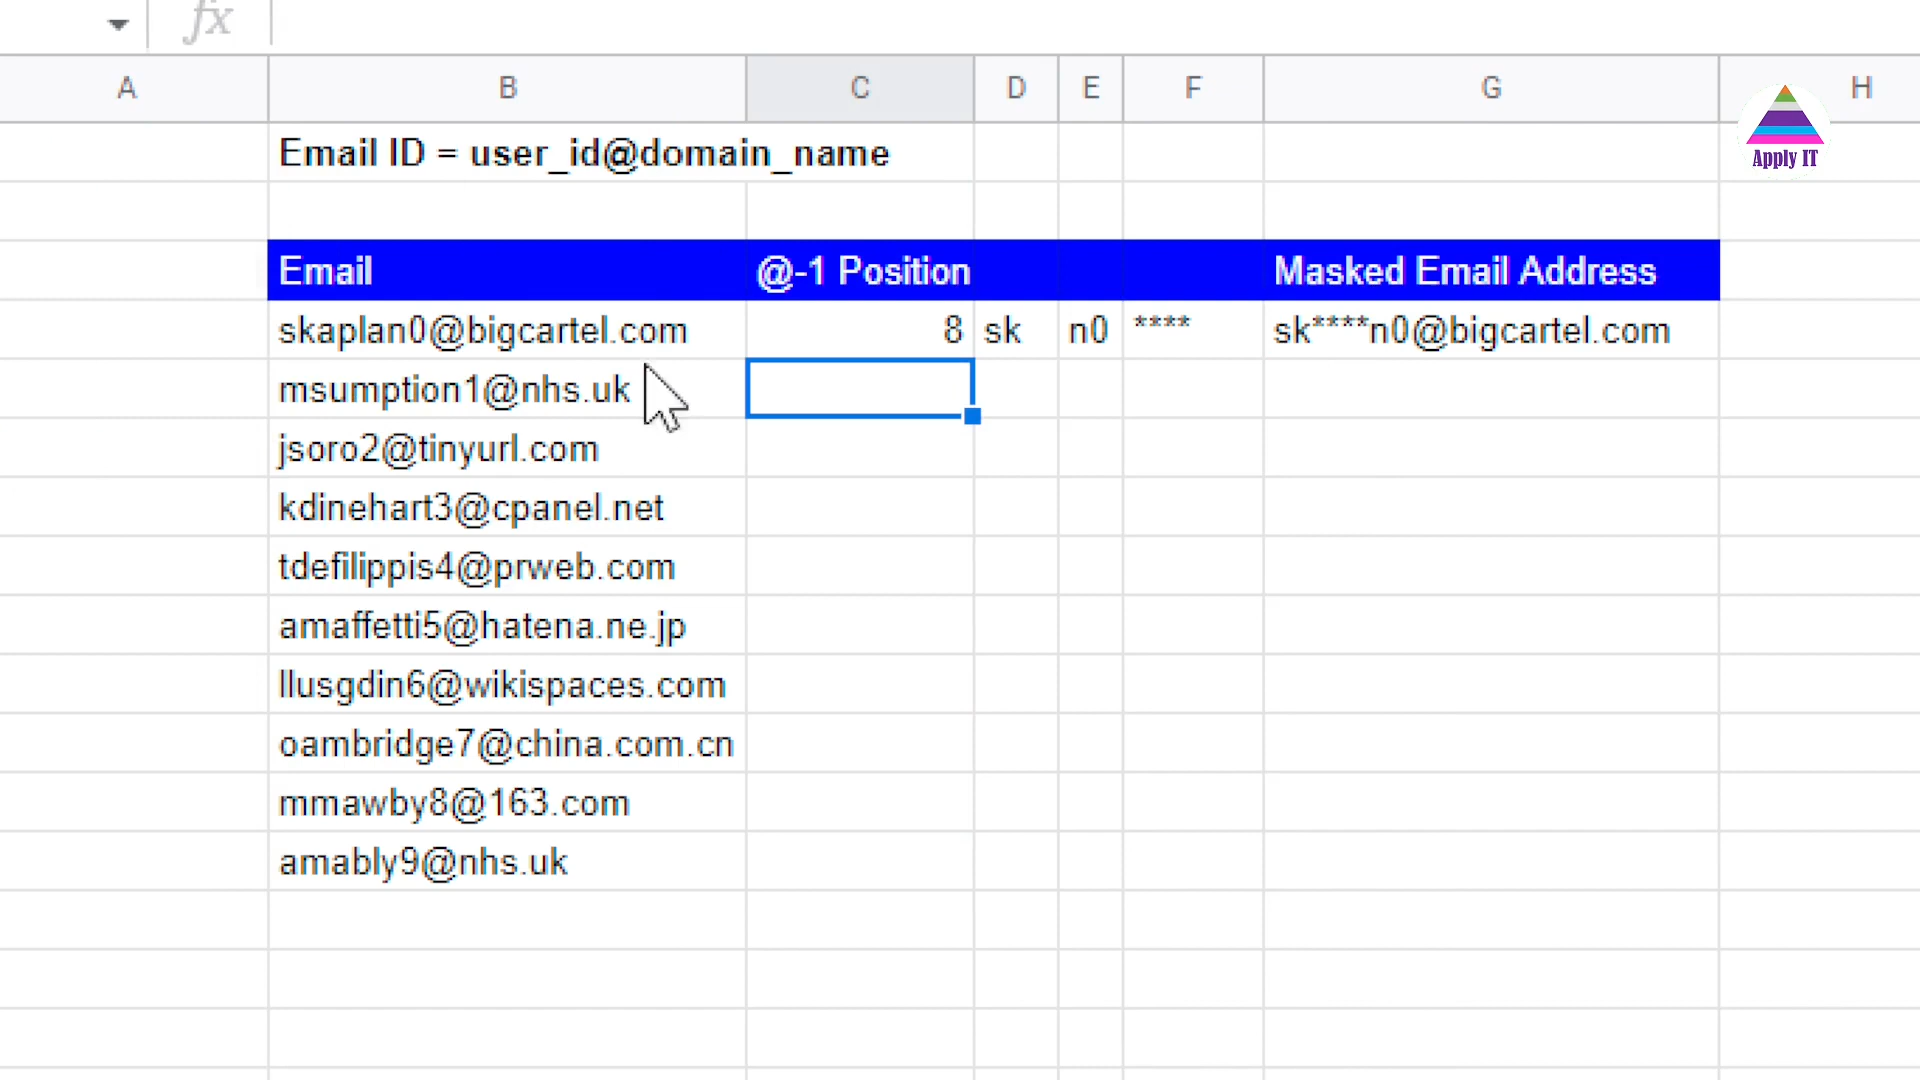 fx
A B C D E F G H
Email ID = user_id@domain_name
Apply IT
Email @-1 Position Masked Email Address
skaplan0@bigcartel.com 8 sk n0 **** sk****n0@bigcartel.com
msumption1@nhs.uk
jsoro2@tinyurl.com
kdinehart3@cpanel.net
tdefilippis4@prweb.com
amaffetti5@hatena.ne.jp
llusgdin6@wikispaces.com
oambridge7@china.com.cn
mmawby8@163.com
amably9@nhs.uk